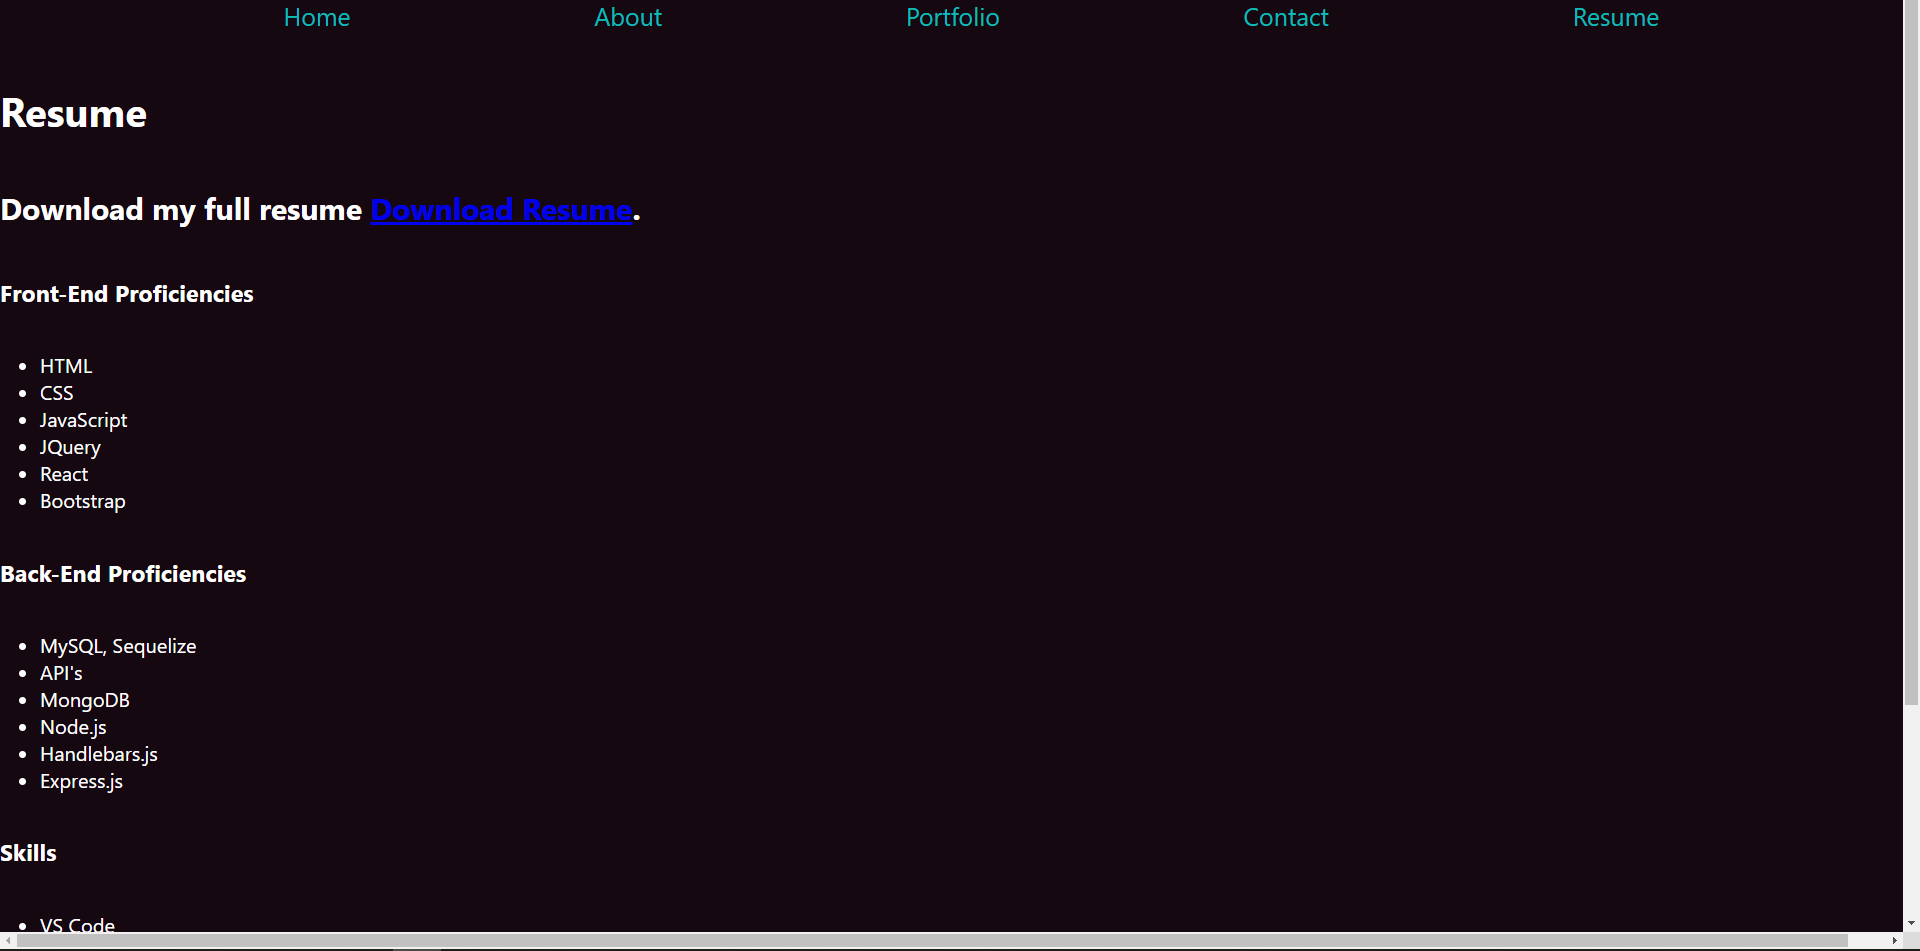 Home About Portfolio Contact Resume
Resume
Download my full resume Download Resume.
Front-End Proficiencies
HTML
CSS
JavaScript
JQuery
React
Bootstrap
Back-End Proficiencies
MySQL, Sequelize
API's
MongoDB
Node.js
Handlebars.js
Express.js
Skills
VS Code